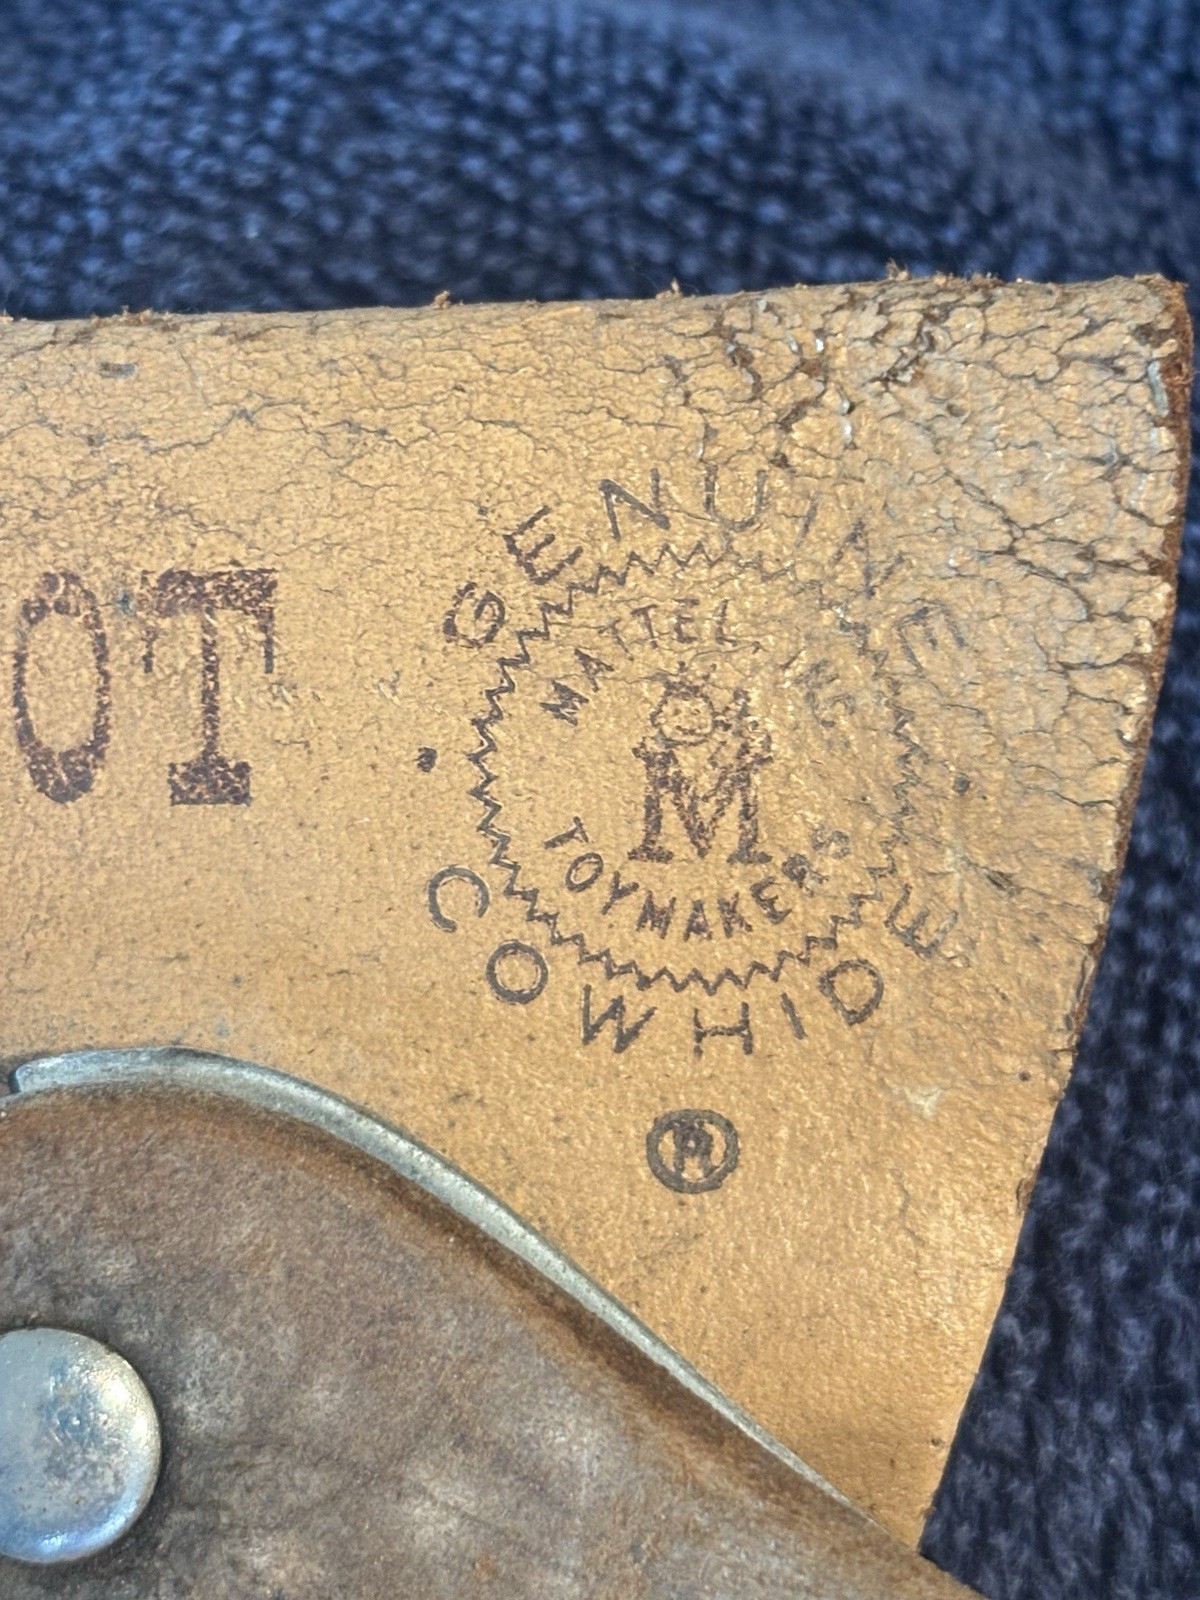 OT
GENUINE
MATTEL INC
M
TOYMAKERS
COWHIDE
®